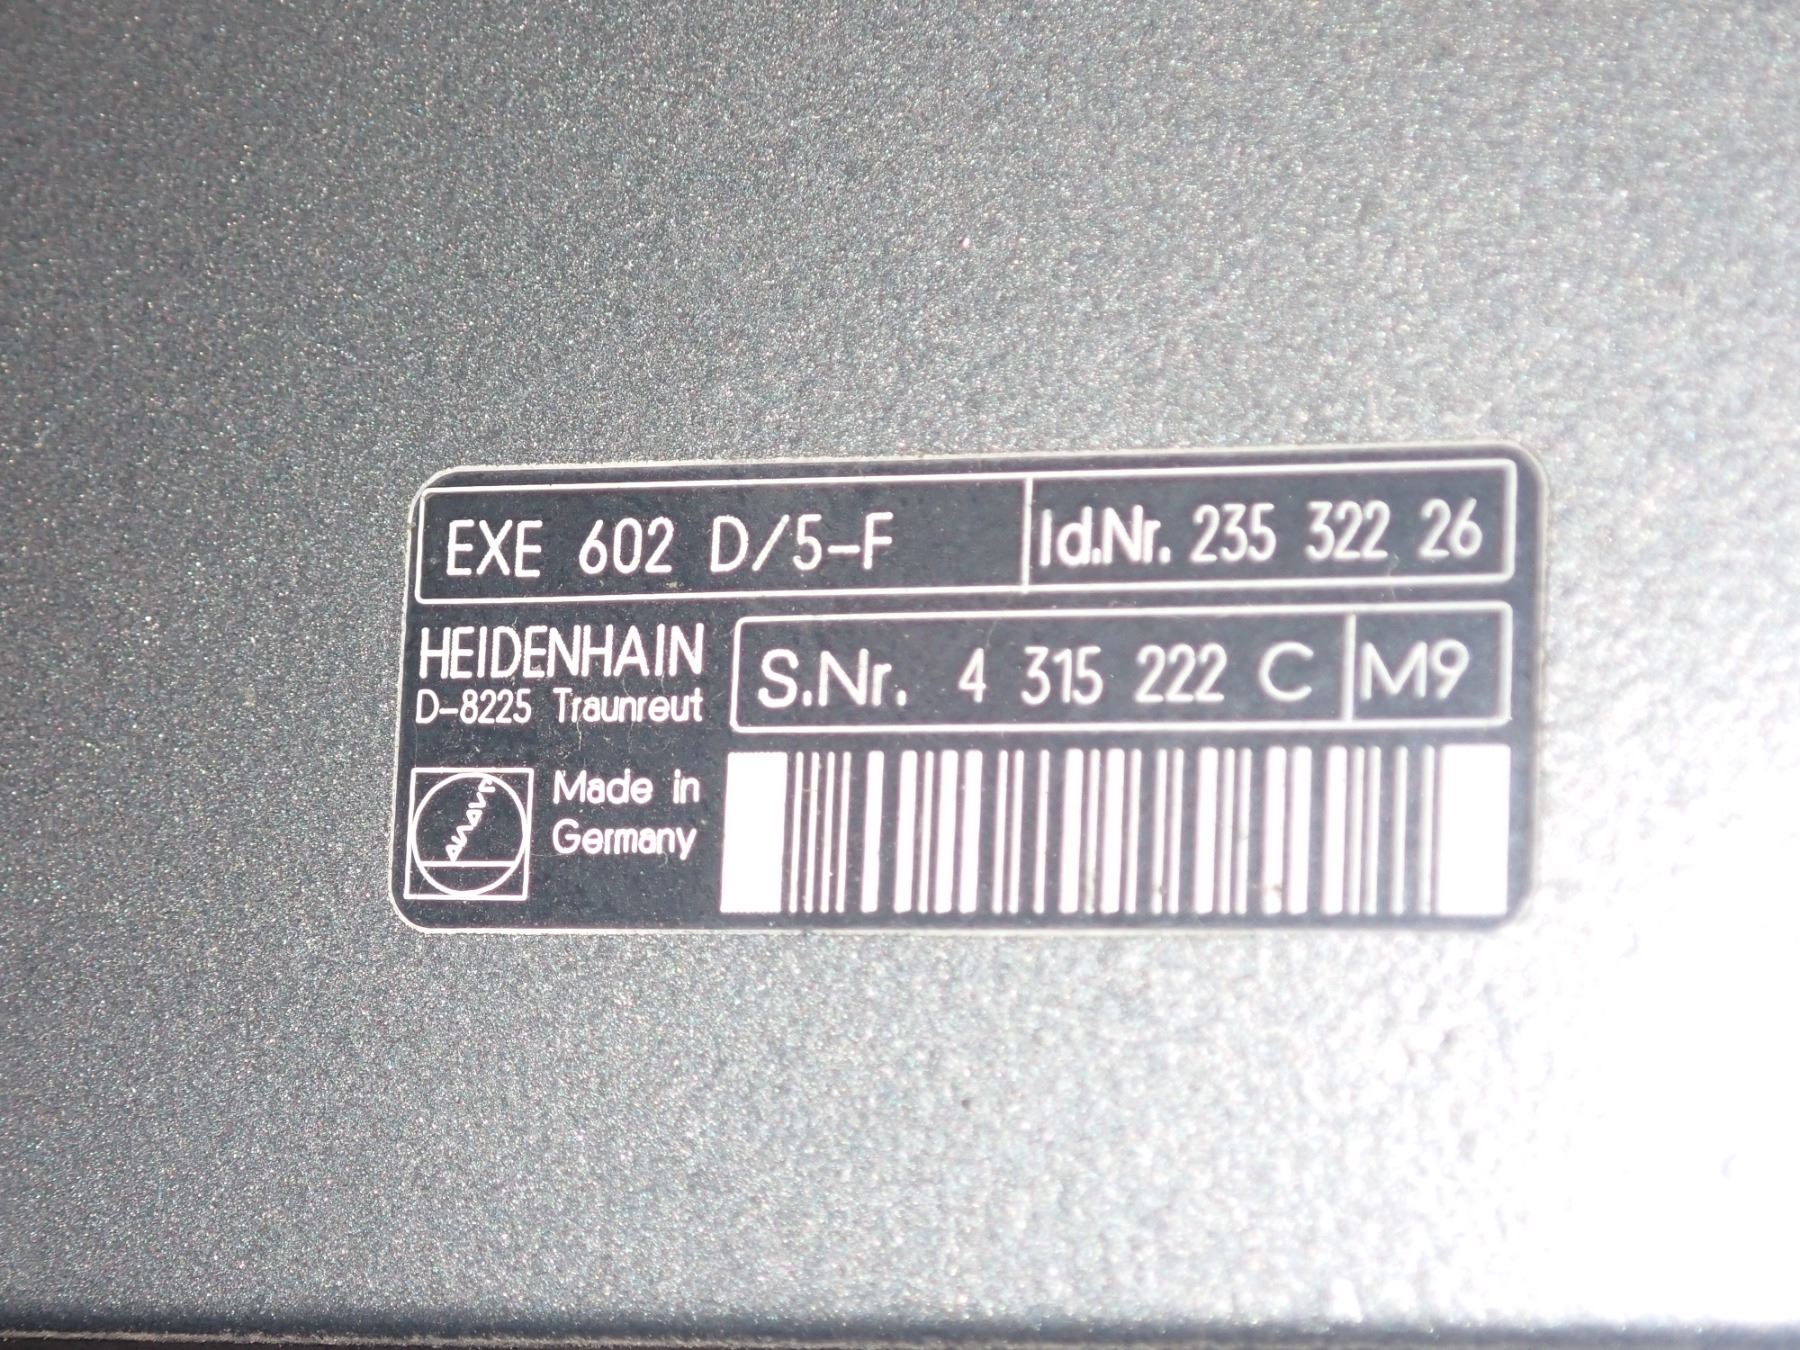 EXE 602 D/5-F Id.Nr. 235 322 26
HEIDENHAIN
D-8225 Traunreut
S.Nr. 4 315 222 C M9
Made in
Germany